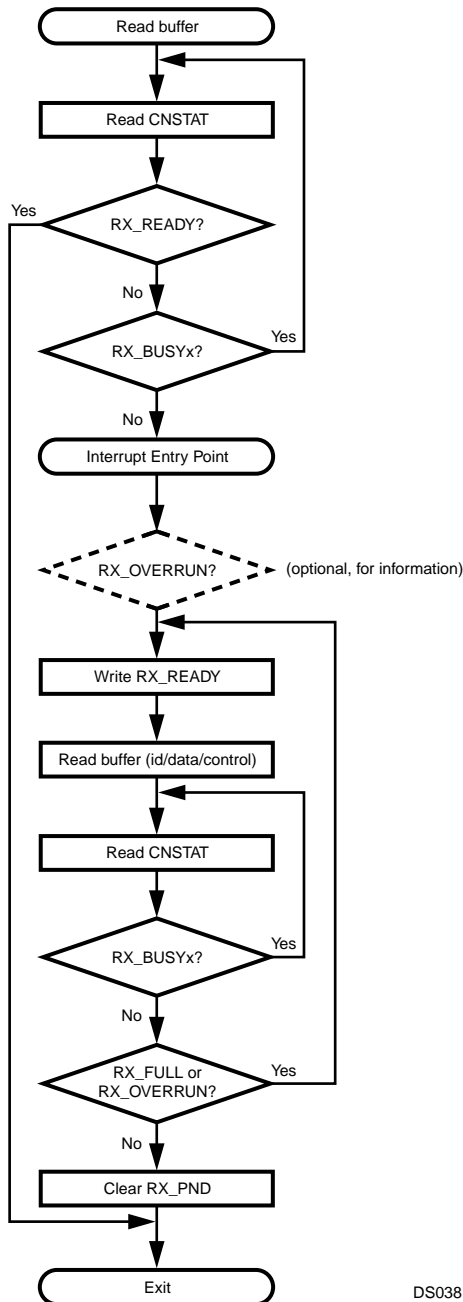 Read buffer
Read CNSTAT
Yes
RX_READY?
No
RX_BUSYx?
Yes
No
Interrupt Entry Point
RX_OVERRUN?
(optional, for information)
Write RX_READY
Read buffer (id/data/control)
Read CNSTAT
RX_BUSYx?
Yes
No
RX_FULL or
RX_OVERRUN?
Yes
No
Clear RX_PND
Exit
DS038